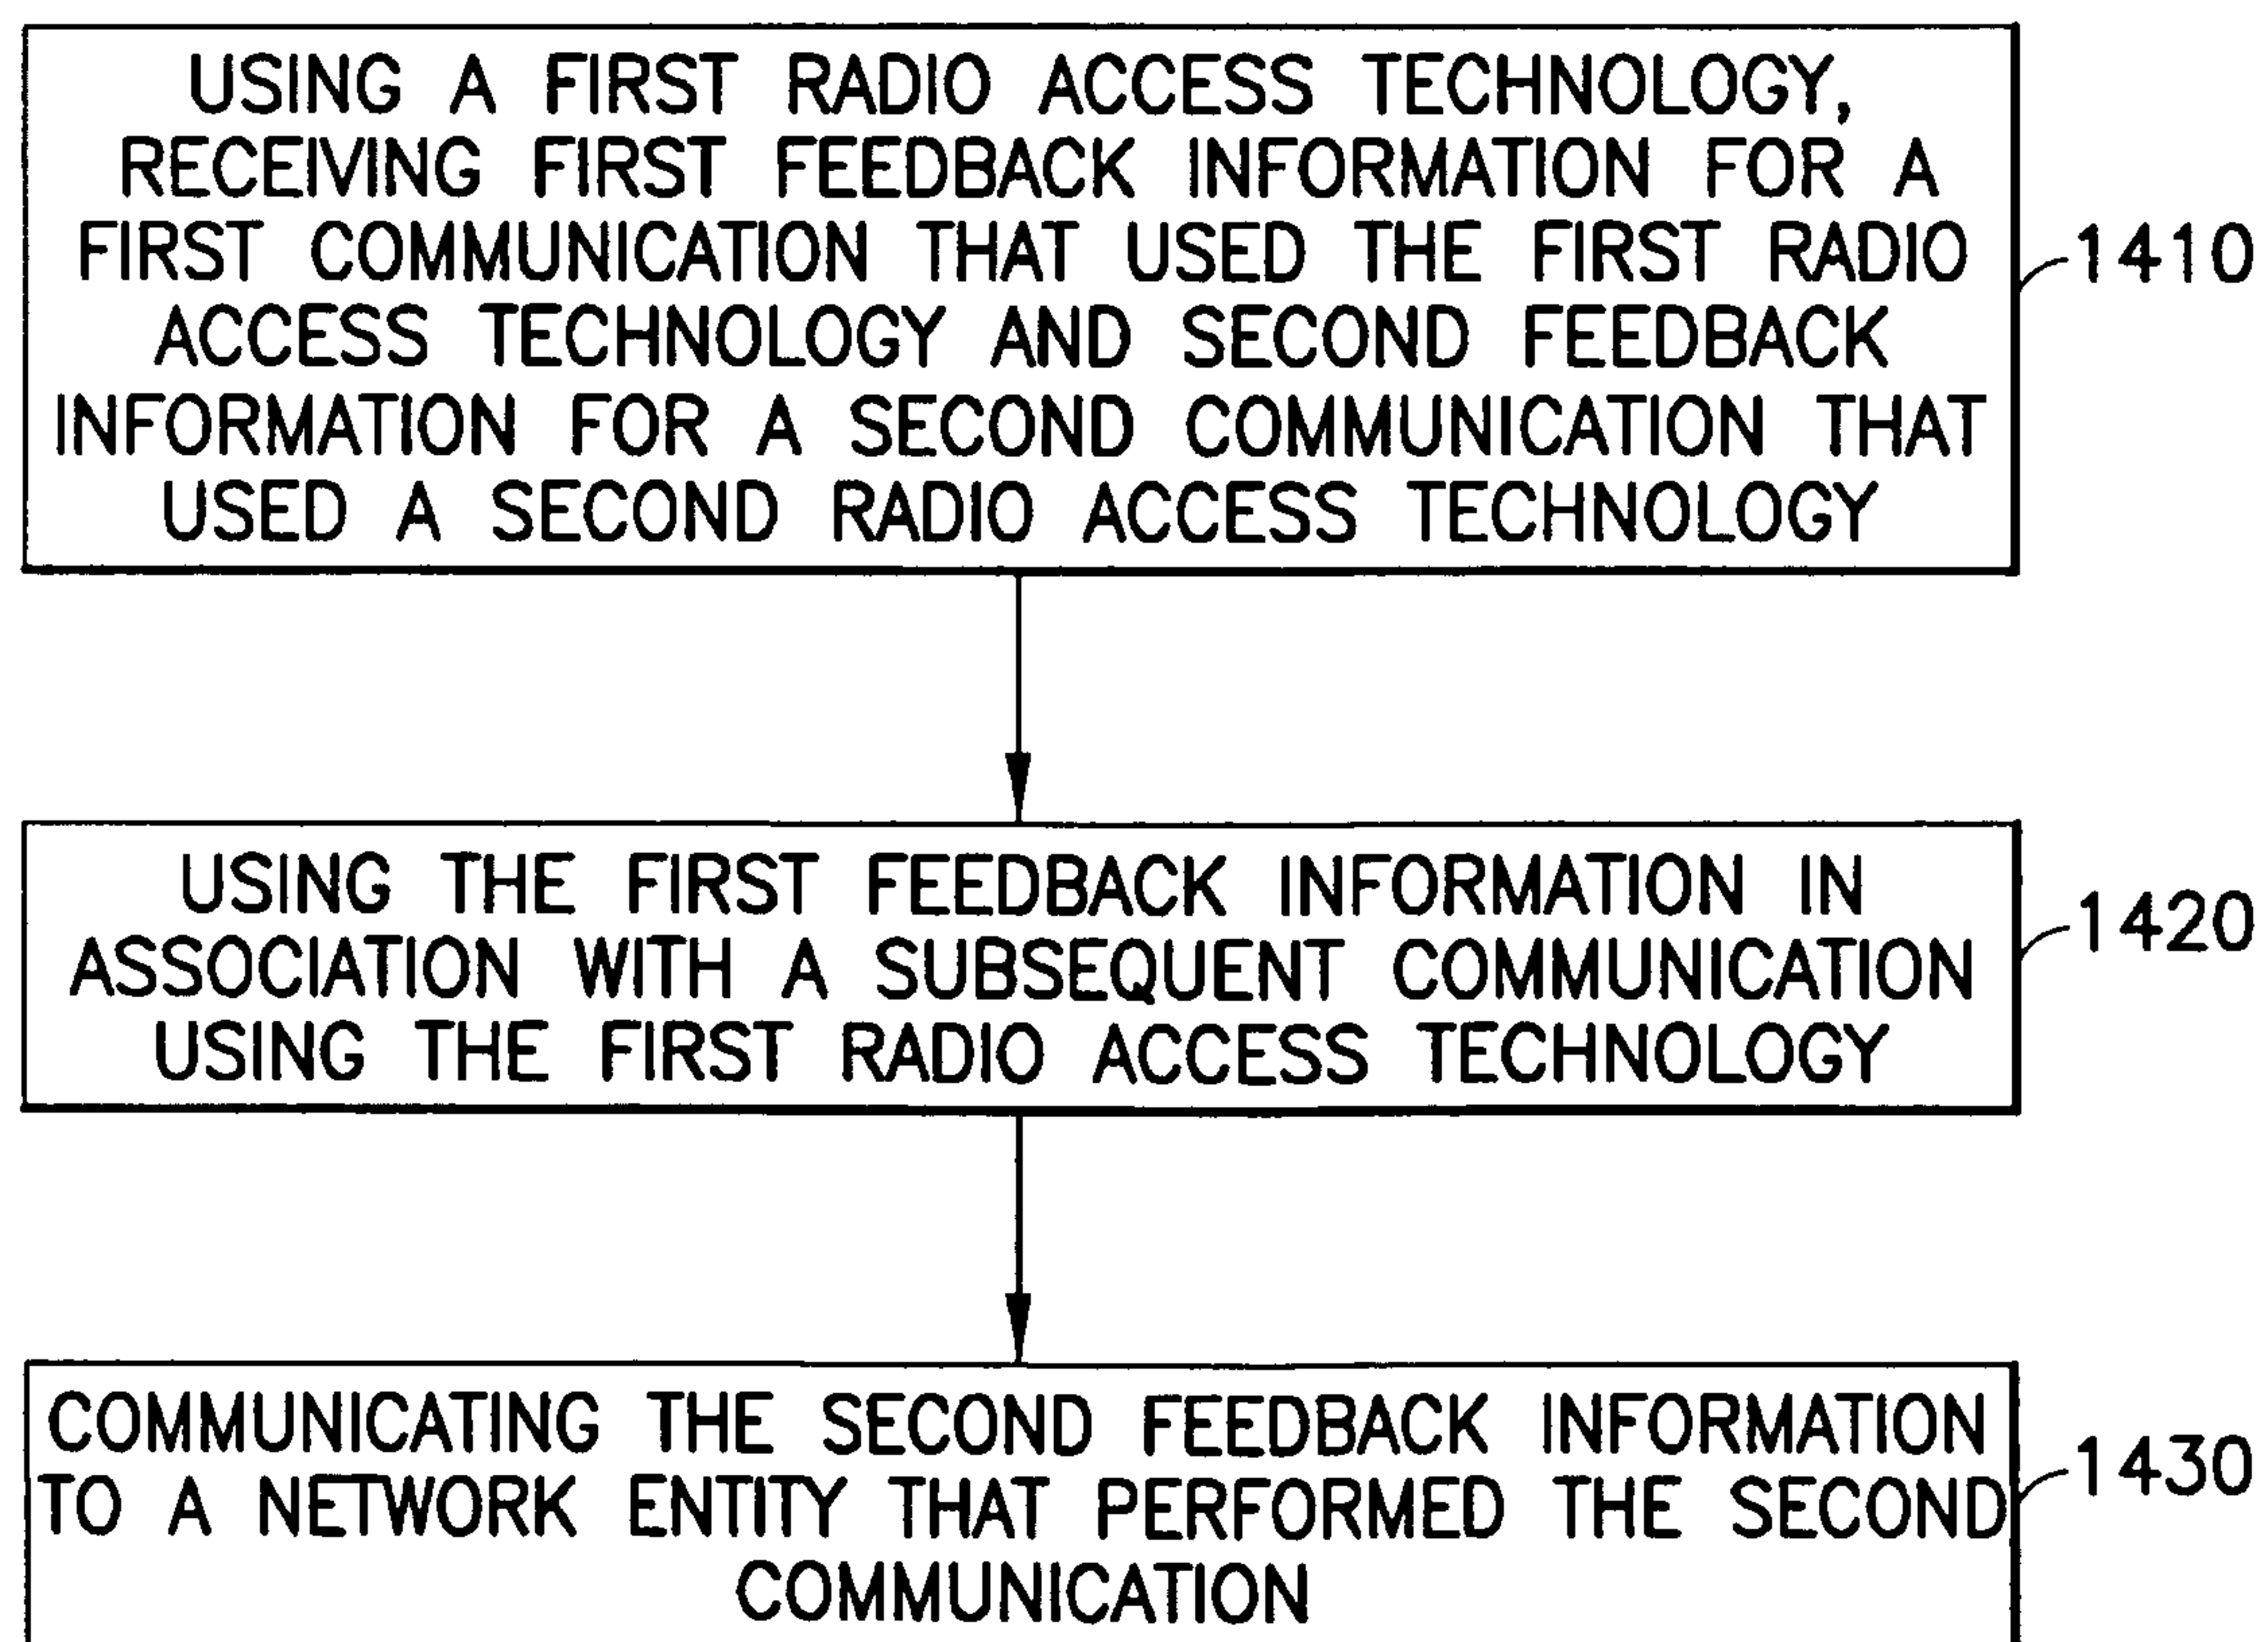 USING A FIRST RADIO ACCESS TECHNOLOGY,
RECEIVING FIRST FEEDBACK INFORMATION FOR A
FIRST COMMUNICATION THAT USED THE FIRST RADIO
ACCESS TECHNOLOGY AND SECOND FEEDBACK
INFORMATION FOR A SECOND COMMUNICATION THAT
USED A SECOND RADIO ACCESS TECHNOLOGY
1410
USING THE FIRST FEEDBACK INFORMATION IN
ASSOCIATION WITH A SUBSEQUENT COMMUNICATION
USING THE FIRST RADIO ACCESS TECHNOLOGY
1420
COMMUNICATING THE SECOND FEEDBACK INFORMATION
TO A NETWORK ENTITY THAT PERFORMED THE SECOND
COMMUNICATION
1430